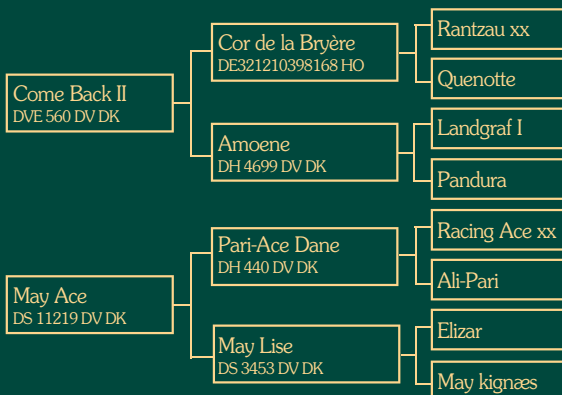 Come Back II
DVE 560 DV DK
Cor de la Bryère
DE321210398168 HO
Rantzau xx
Quenotte
Amoene
DH 4699 DV DK
Landgraf I
Pandura
May Ace
DS 11219 DV DK
Pari-Ace Dane
DH 440 DV DK
Racing Ace xx
Ali-Pari
May Lise
DS 3453 DV DK
Elizar
May kignæs